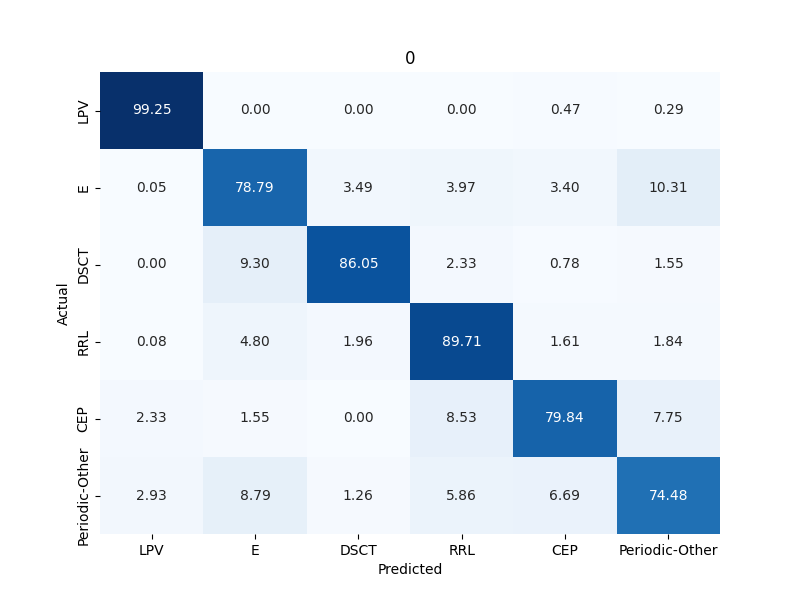 0
Actual
LPV 99.25 0.00 0.00 0.00 0.47 0.29
E 0.05 78.79 3.49 3.97 3.40 10.31
DSCT 0.00 9.30 86.05 2.33 0.78 1.55
RRL 0.08 4.80 1.96 89.71 1.61 1.84
CEP 2.33 1.55 0.00 8.53 79.84 7.75
Periodic-Other 2.93 8.79 1.26 5.86 6.69 74.48
LPV E DSCT RRL CEP Periodic-Other
Predicted